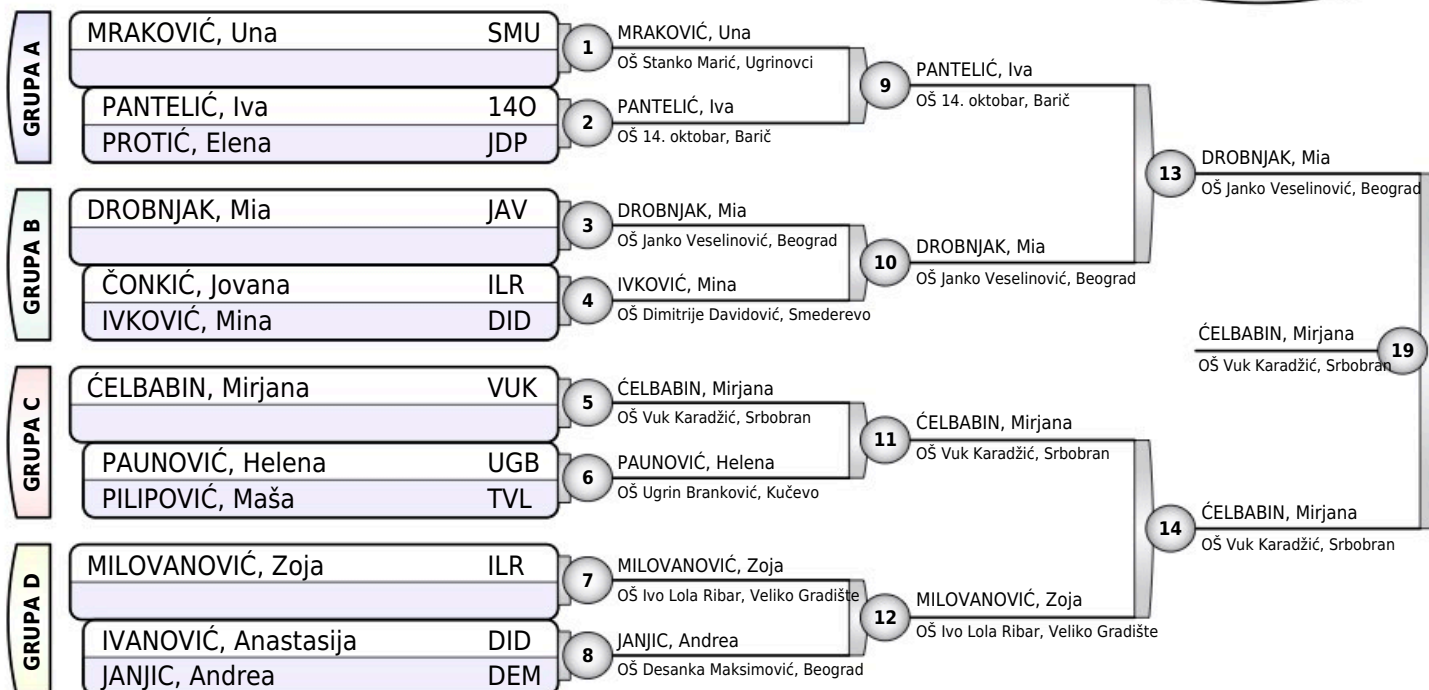 GRUPA A
MRAKOVIĆ, Una SMU
PANTELIĆ, Iva 14O
PROTIĆ, Elena JDP
GRUPA B
DROBNJAK, Mia JAV
ČONKIĆ, Jovana ILR
IVKOVIĆ, Mina DID
GRUPA C
ĆELBABIN, Mirjana VUK
PAUNOVIĆ, Helena UGB
PILIPOVIĆ, Maša TVL
GRUPA D
MILOVANOVIĆ, Zoja ILR
IVANOVIĆ, Anastasija DID
JANJIC, Andrea DEM
1
MRAKOVIĆ, Una
OŠ Stanko Marić, Ugrinovci
2
PANTELIĆ, Iva
OŠ 14. oktobar, Barič
3
DROBNJAK, Mia
OŠ Janko Veselinović, Beograd
4
IVKOVIĆ, Mina
OŠ Dimitrije Davidović, Smederevo
5
ĆELBABIN, Mirjana
OŠ Vuk Karadžić, Srbobran
6
PAUNOVIĆ, Helena
OŠ Ugrin Branković, Kučevo
7
MILOVANOVIĆ, Zoja
OŠ Ivo Lola Ribar, Veliko Gradište
8
JANJIC, Andrea
OŠ Desanka Maksimović, Beograd
9
PANTELIĆ, Iva
OŠ 14. oktobar, Barič
10
DROBNJAK, Mia
OŠ Janko Veselinović, Beograd
11
ĆELBABIN, Mirjana
OŠ Vuk Karadžić, Srbobran
12
MILOVANOVIĆ, Zoja
OŠ Ivo Lola Ribar, Veliko Gradište
13
DROBNJAK, Mia
OŠ Janko Veselinović, Beograd
14
ĆELBABIN, Mirjana
OŠ Vuk Karadžić, Srbobran
19
ĆELBABIN, Mirjana
OŠ Vuk Karadžić, Srbobran